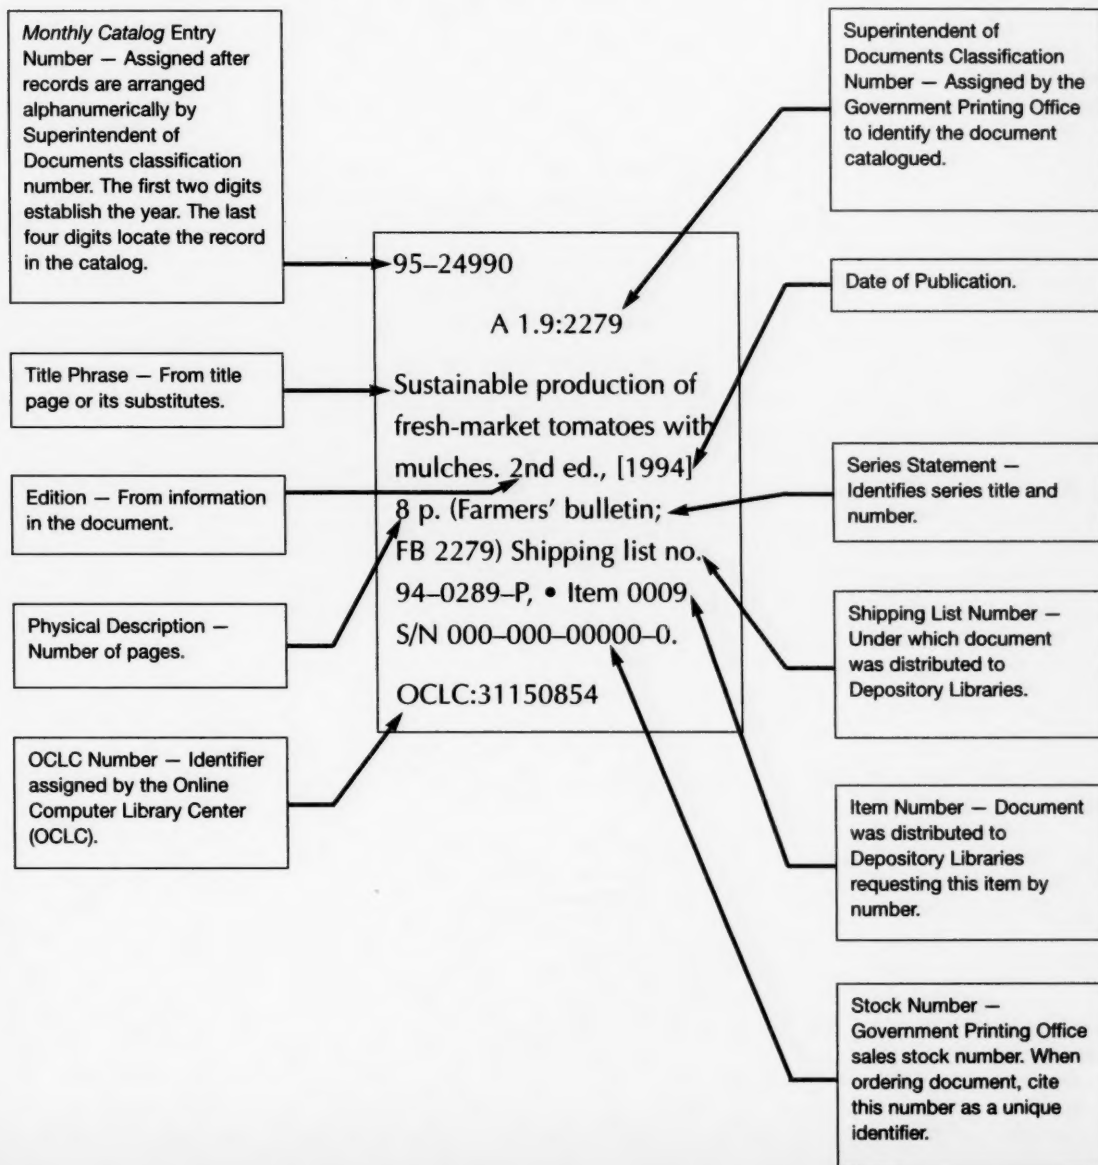 Monthly Catalog Entry
Number — Assigned after
records are arranged
alphanumerically by
Superintendent of
Documents classification
number. The first two digits
establish the year. The last
four digits locate the record
in the catalog.
Title Phrase — From title
page or its substitutes.
Edition — From information
in the document.
Physical Description —
Number of pages.
OCLC Number — Identifier
assigned by the Online
Computer Library Center
(OCLC).
95–24990
A 1.9:2279
Sustainable production of
fresh-market tomatoes with
mulches. 2nd ed., [1994]
8 p. (Farmers’ bulletin;
FB 2279) Shipping list no.
94–0289–P, • Item 0009
S/N 000–000–00000–0.
OCLC:31150854
Superintendent of
Documents Classification
Number — Assigned by the
Government Printing Office
to identify the document
catalogued.
Date of Publication.
Series Statement —
Identifies series title and
number.
Shipping List Number —
Under which document
was distributed to
Depository Libraries.
Item Number — Document
was distributed to
Depository Libraries
requesting this item by
number.
Stock Number —
Government Printing Office
sales stock number. When
ordering document, cite
this number as a unique
identifier.